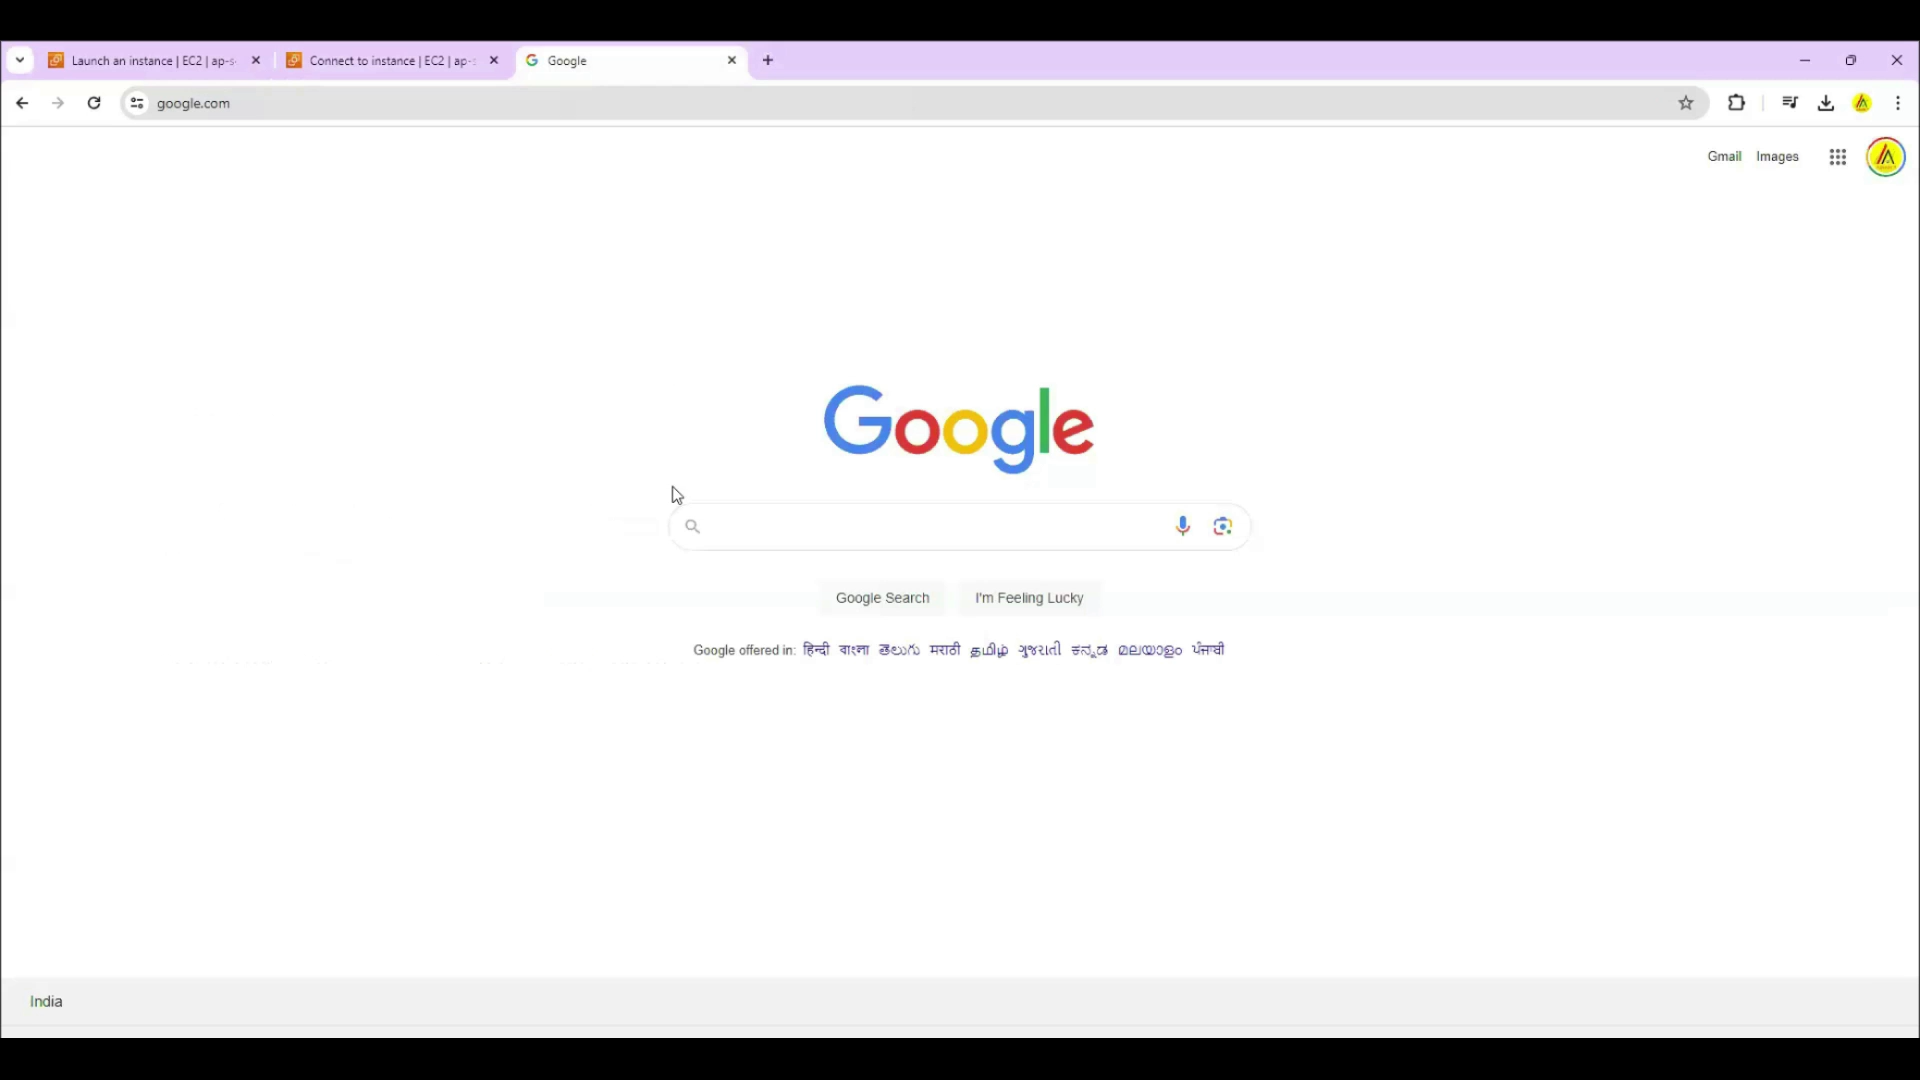 Launch an instance | EC2 | ap-s
Connect to instance | EC2 | ap-s
Google
google.com
Gmail Images
Google
Google Search I'm Feeling Lucky
Google offered in: हिन्दी বাংলা తెలుగు मराठी தமிழ் ગુજરાતી ಕನ್ನಡ മലയാളം ਪੰਜਾਬੀ
India